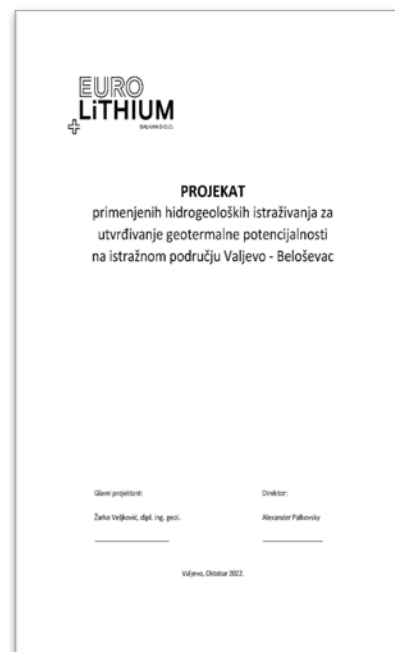 EURO
LiTHIUM
BALKAN D.O.O.
PROJEKAT
primenjenih hidrogeoloških istraživanja za
utvrđivanje geotermalne potencijalnosti
na istražnom području Valjevo - Beloševac
Glavni projektant:
Direktor:
Žarko Veljković, dipl. ing. geol.
Alexander Palkovsky
Valjevo, Oktobar 2022.